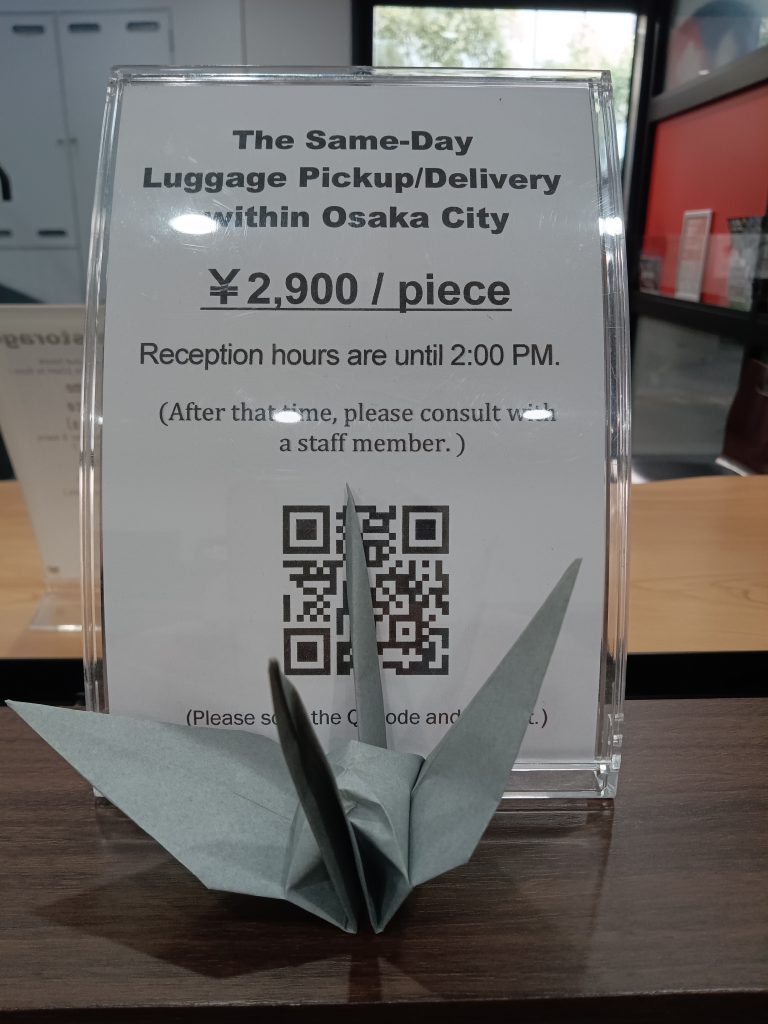 The Same-Day
Luggage Pickup/Delivery
within Osaka City
¥2,900 / piece
Reception hours are until 2:00 PM.
(After that time, please consult with
a staff member. )
(Please the and .)
storage